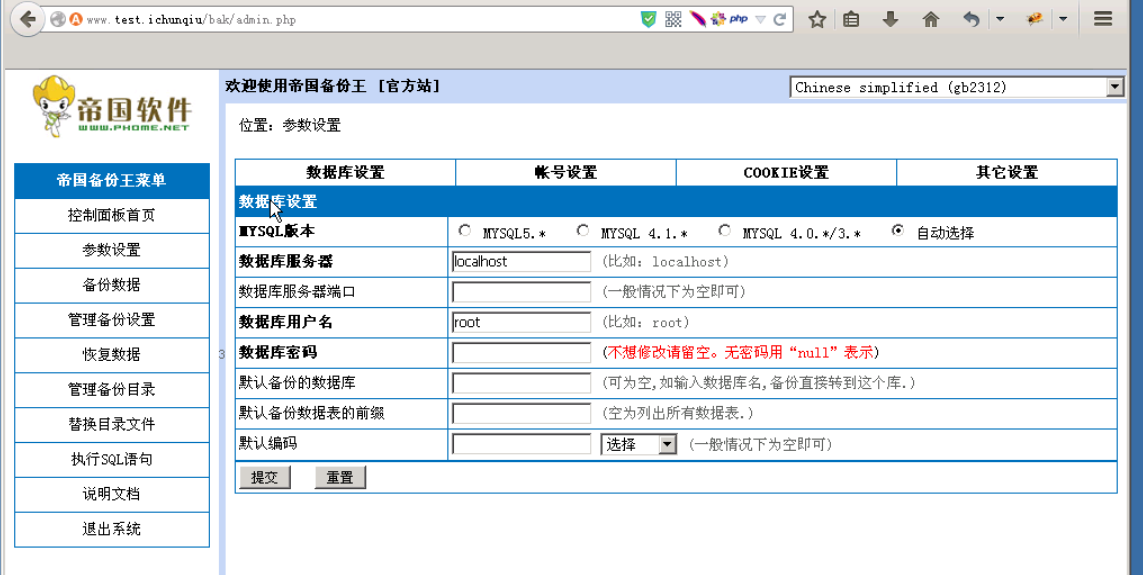 www.test.ichunqiu/bak/admin.php
php
帝国软件
WWW.PHOME.NET
欢迎使用帝国备份王 [官方站]
Chinese simplified (gb2312)
位置：参数设置
帝国备份王菜单
控制面板首页
参数设置
备份数据
管理备份设置
恢复数据
管理备份目录
替换目录文件
执行SQL语句
说明文档
退出系统
3
数据库设置 帐号设置 COOKIE设置 其它设置
数据库设置
MYSQL版本 MYSQL5.* MYSQL 4.1.* MYSQL 4.0.*/3.* 自动选择
数据库服务器 localhost (比如：localhost)
数据库服务器端口 (一般情况下为空即可)
数据库用户名 root (比如：root)
数据库密码 (不想修改请留空。无密码用“null”表示)
默认备份的数据库 (可为空,如输入数据库名,备份直接转到这个库.)
默认备份数据表的前缀 (空为列出所有数据表.)
默认编码 选择 (一般情况下为空即可)
提交 重置